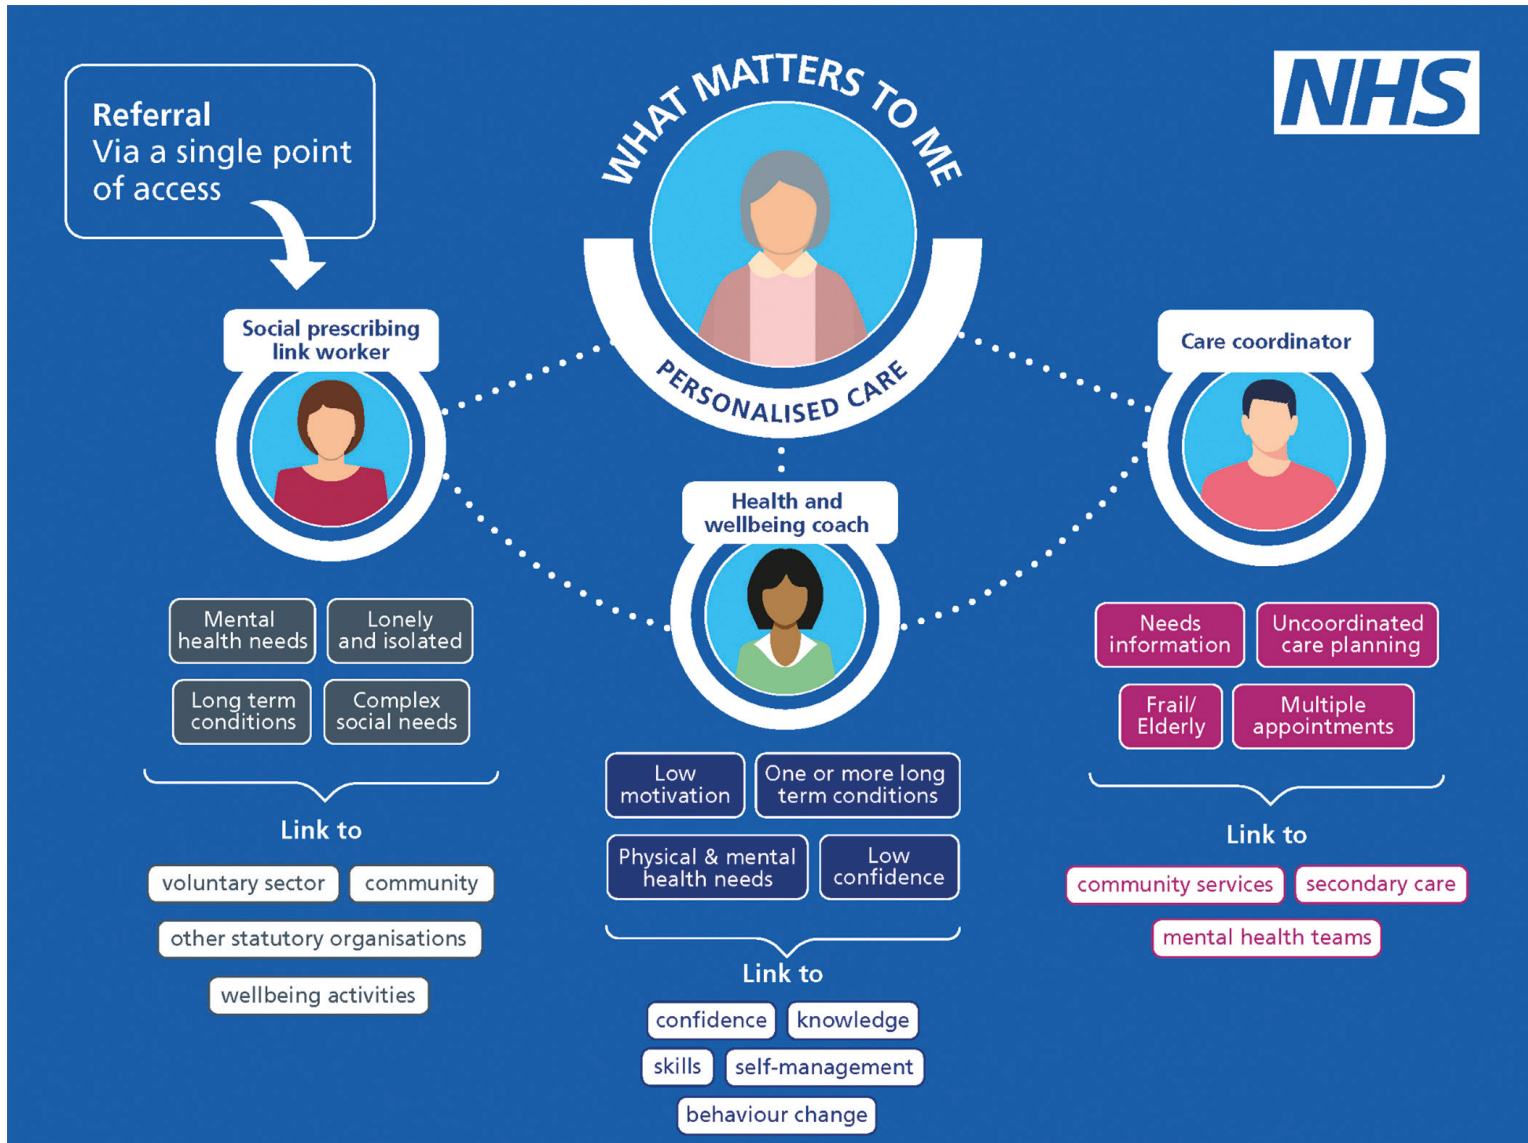 Referral
Via a single point
of access
WHAT MATTERS TO ME
PERSONALISED CARE
NHS
Social prescribing
link worker
Mental
health needs
Lonely
and isolated
Long term
conditions
Complex
social needs
Link to
voluntary sector
community
other statutory organisations
wellbeing activities
Health and
wellbeing coach
Low
motivation
One or more long
term conditions
Physical & mental
health needs
Low
confidence
Link to
confidence
knowledge
skills
self-management
behaviour change
Care coordinator
Needs
information
Uncoordinated
care planning
Frail/
Elderly
Multiple
appointments
Link to
community services
secondary care
mental health teams